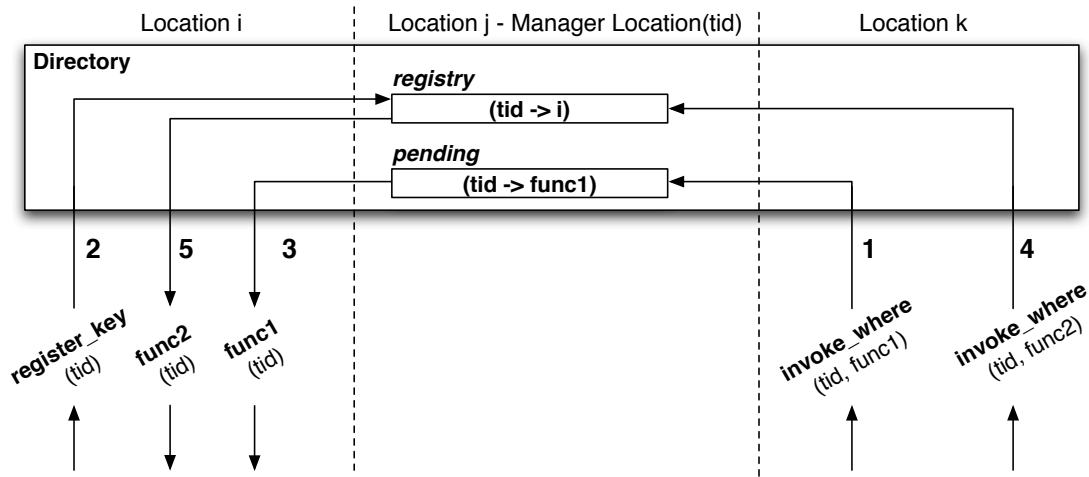 Location i
Location j - Manager Location(tid)
Location k
Directory
registry
(tid -> i)
pending
(tid -> func1)
2
5
3
1
4
register_key
(tid)
func2
(tid)
func1
(tid)
invoke_where
(tid, func1)
invoke_where
(tid, func2)